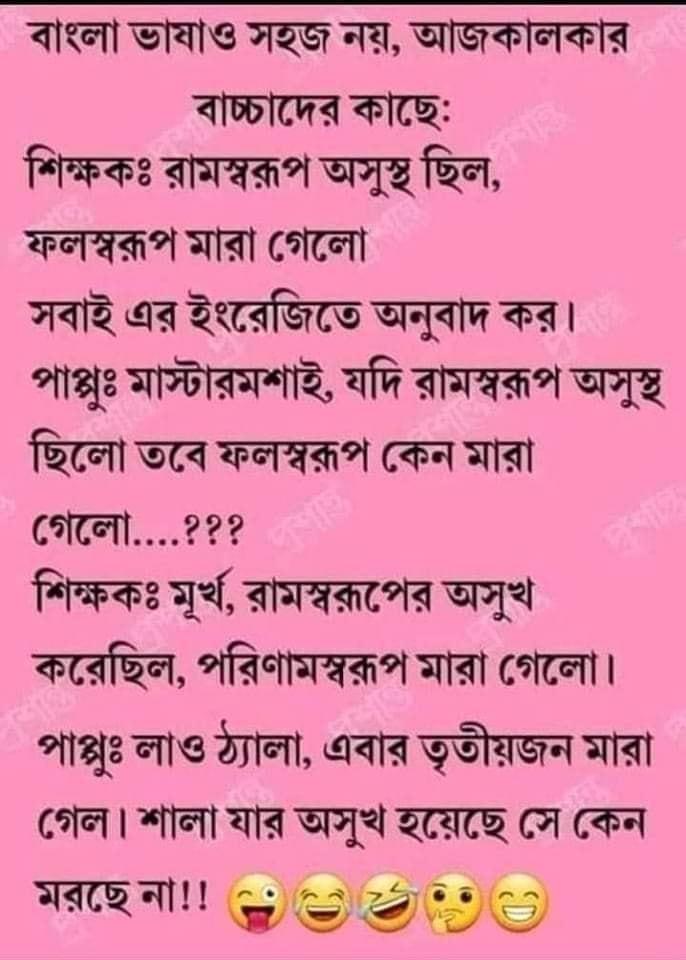 বাংলা ভাষাও সহজ নয়, আজকালকার
বাচ্চাদের কাছে:
শিক্ষকঃ রামস্বরূপ অসুস্থ ছিল,
ফলস্বরূপ মারা গেলো
সবাই এর ইংরেজিতে অনুবাদ কর।
পাপ্পুঃ মাস্টারমশাই, যদি রামস্বরূপ অসুস্থ
ছিলো তবে ফলস্বরূপ কেন মারা
গেলো....???
শিক্ষকঃ মূর্খ, রামস্বরূপের অসুখ
করেছিল, পরিণামস্বরূপ মারা গেলো।
পাপ্পুঃ লাও ঠ্যালা, এবার তৃতীয়জন মারা
গেল। শালা যার অসুখ হয়েছে সে কেন
মরছে না!! 😜😂🤣🤔😁